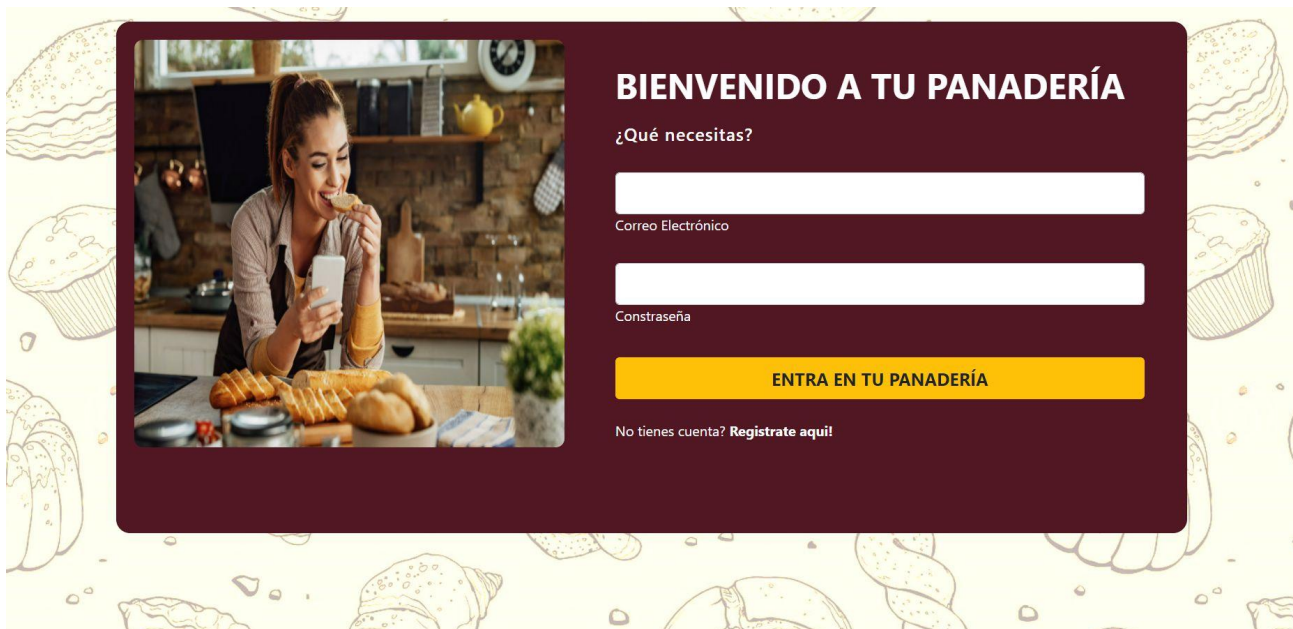 BIENVENIDO A TU PANADERÍA
¿Qué necesitas?
Correo Electrónico
Constraseña
ENTRA EN TU PANADERÍA
No tienes cuenta? Registrate aqui!